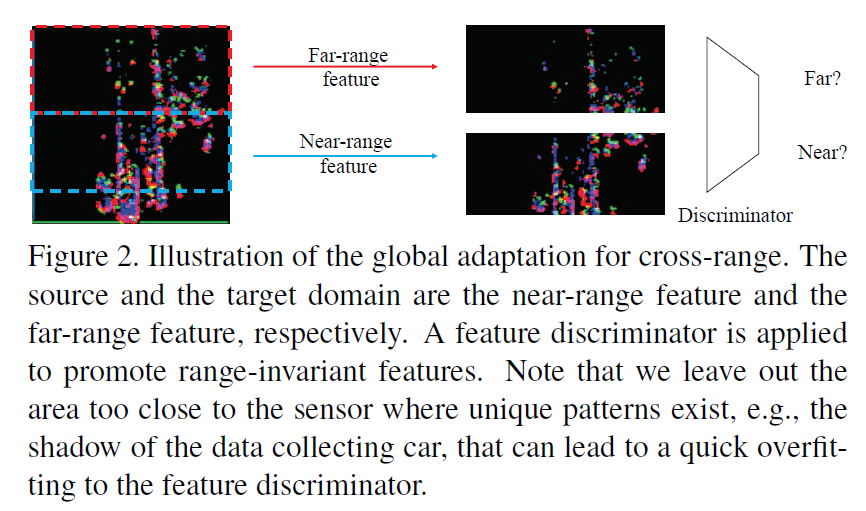 Far-range
feature
Far?
Near-range
feature
Near?
Discriminator
Figure 2. Illustration of the global adaptation for cross-range. The
source and the target domain are the near-range feature and the
far-range feature, respectively. A feature discriminator is applied
to promote range-invariant features. Note that we leave out the
area too close to the sensor where unique patterns exist, e.g., the
shadow of the data collecting car, that can lead to a quick overfit-
ting to the feature discriminator.